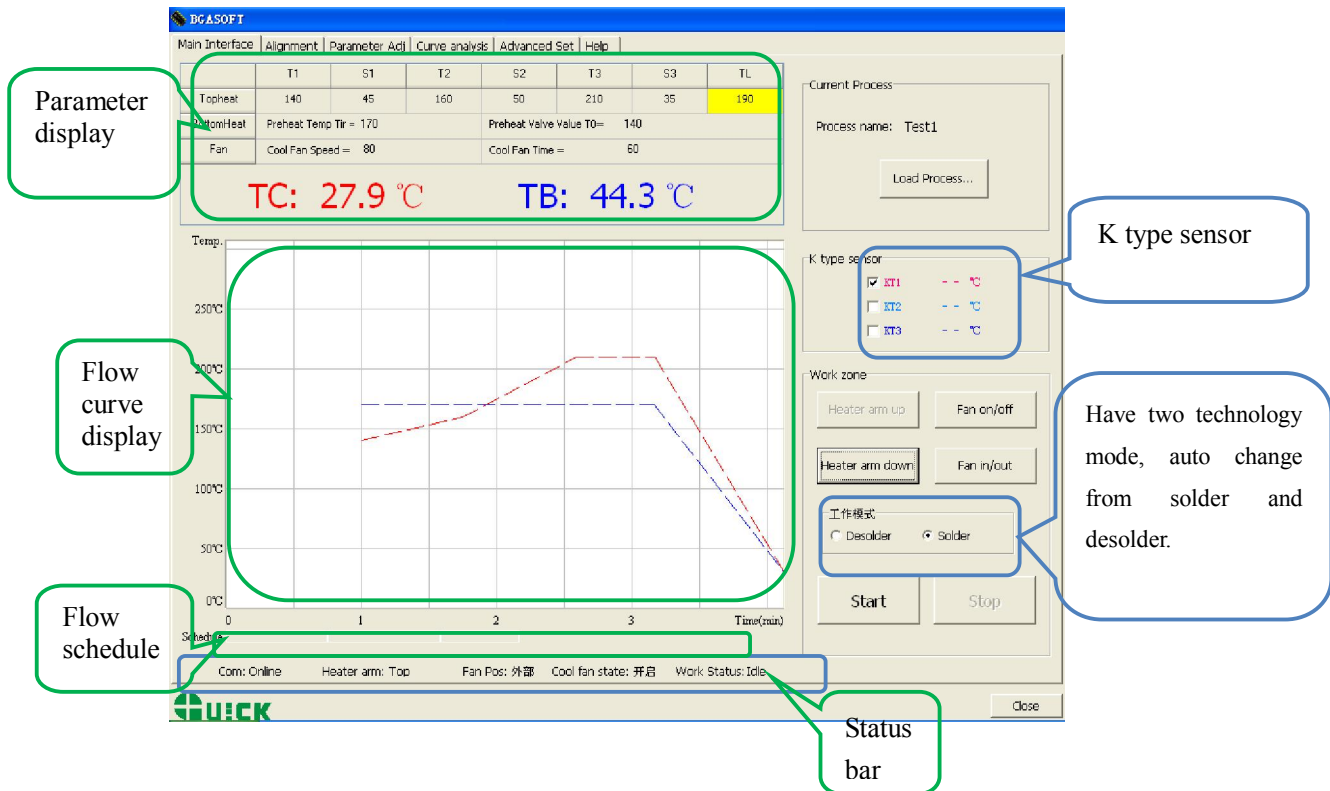 BGASOFT
Main Interface Alignment Parameter Adj Curve analysis Advanced Set Help
T1 S1 T2 S2 T3 S3 TL
Topheat 140 45 160 50 210 35 190
BottomHeat Preheat Temp Tir = 170 Preheat Valve Value T0= 140
Fan Cool Fan Speed = 80 Cool Fan Time = 60
TC: 27.9 ℃ TB: 44.3 ℃
Parameter
display
Current Process
Process name: Test1
Load Process...
K type sensor
KT1 - - ℃
KT2 - - ℃
KT3 - - ℃
K type sensor
Temp.
250℃
200℃
150℃
100℃
50℃
0℃
0 1 2 3 Time(min)
Flow
curve
display
Work zone
Heater arm up Fan on/off
Heater arm down Fan in/out
工作模式
Desolder Solder
Start Stop
Have two technology
mode, auto change
from solder and
desolder.
Flow
schedule
Schedule
Com: Online Heater arm: Top Fan Pos: 外部 Cool fan state: 开启 Work Status: Idle
QUICK
Close
Status
bar